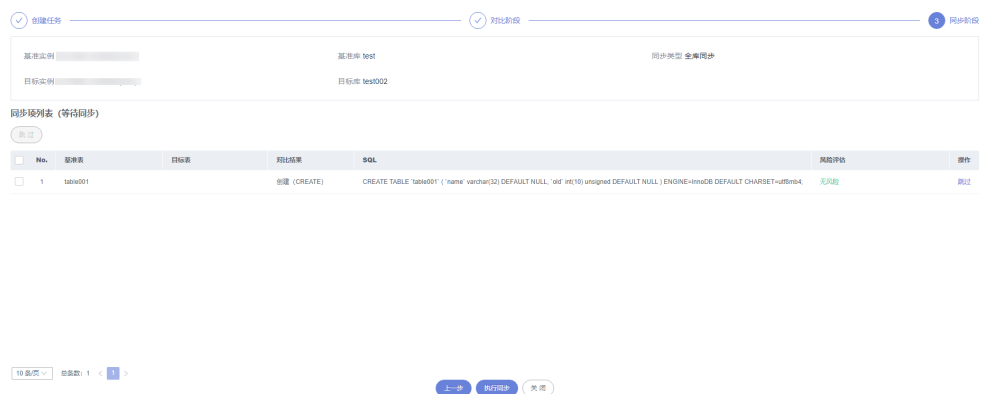 创建任务 对比阶段 3 同步阶段
基准实例 基准库 test 同步类型 全库同步
目标实例 目标库 test002
同步项列表（等待同步）
跳过
No. 基准表 目标表 对比结果 SQL 风险评估 操作
1 table001 创建（CREATE） CREATE TABLE `table001` ( `name` varchar(32) DEFAULT NULL, `oid` int(10) unsigned DEFAULT NULL ) ENGINE=InnoDB DEFAULT CHARSET=utf8mb4; 无风险 跳过
10 条/页 总条数: 1 < 1 >
上一步 执行同步 关闭